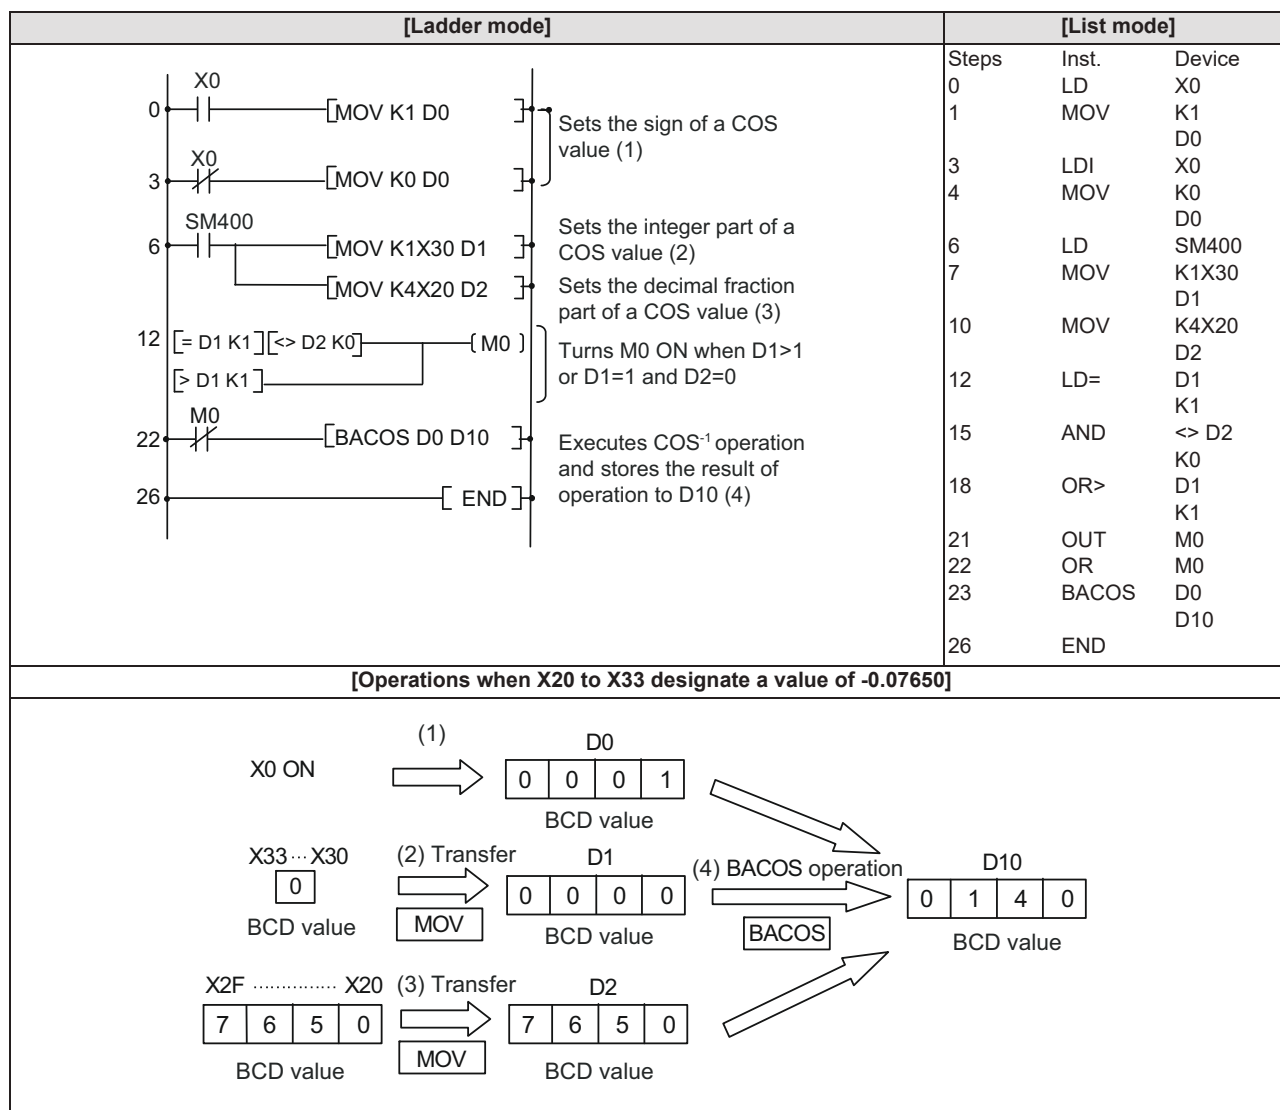 [Ladder mode]
[List mode]
X0
0
MOV K1 D0
Sets the sign of a COS
value (1)
X0
3
MOV K0 D0
SM400
6
MOV K1X30 D1
Sets the integer part of a
COS value (2)
MOV K4X20 D2
Sets the decimal fraction
part of a COS value (3)
12 [= D1 K1][<> D2 K0] (M0)
[> D1 K1]
Turns M0 ON when D1>1
or D1=1 and D2=0
M0
22
BACOS D0 D10
Executes COS-1 operation
and stores the result of
operation to D10 (4)
26
END
Steps Inst. Device
0 LD X0
1 MOV K1
D0
3 LDI X0
4 MOV K0
D0
6 LD SM400
7 MOV K1X30
D1
10 MOV K4X20
D2
12 LD= D1
K1
15 AND <> D2
K0
18 OR> D1
K1
21 OUT M0
22 OR M0
23 BACOS D0
D10
26 END
[Operations when X20 to X33 designate a value of -0.07650]
(1)
D0
X0 ON
0 0 0 1
BCD value
X33···X30
(2) Transfer
D1
(4) BACOS operation
D10
0
0 0 0 0
0 1 4 0
BCD value
MOV
BCD value
BACOS
BCD value
X2F ··············· X20
(3) Transfer
D2
7 6 5 0
7 6 5 0
MOV
BCD value
BCD value